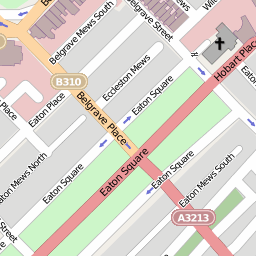 Belgrave Mews South
Belgrave Street
Hobart Place
B310
Eccleston Mews
Eaton Place
Belgrave Place
Eaton Square
Eaton Mews North
Eaton Square
Eaton Square
Eaton Square
Eaton Mews South
A3213
Street